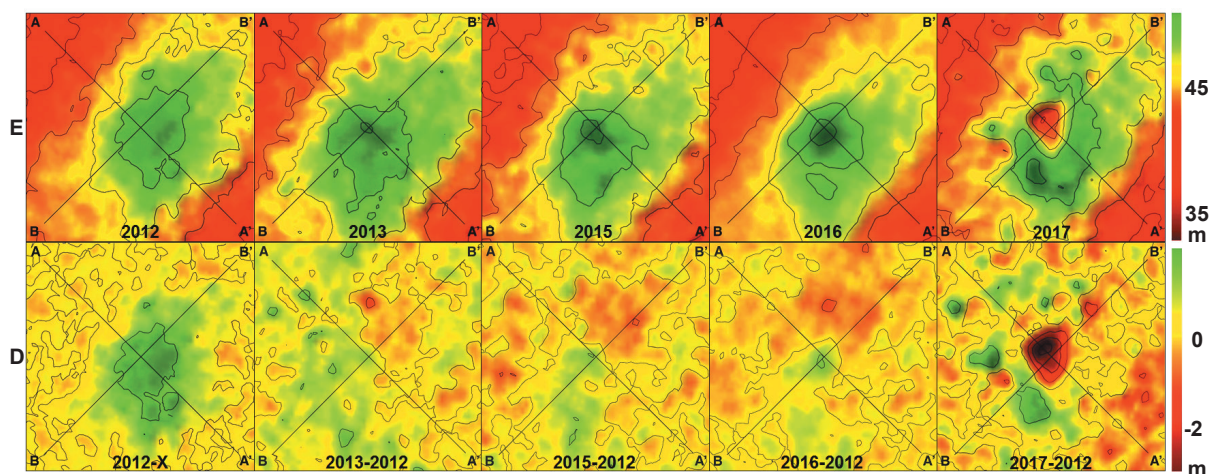 A B' A B' A B' A B' A B'
45
E
35
B 2012 A' B 2013 A' B 2015 A' B 2016 A' B 2017 A'
m
A B' A B' A B' A B' A B'
0
D
-2
B 2012-X A' B 2013-2012 A' B 2015-2012 A' B 2016-2012 A' B 2017-2012 A'
m